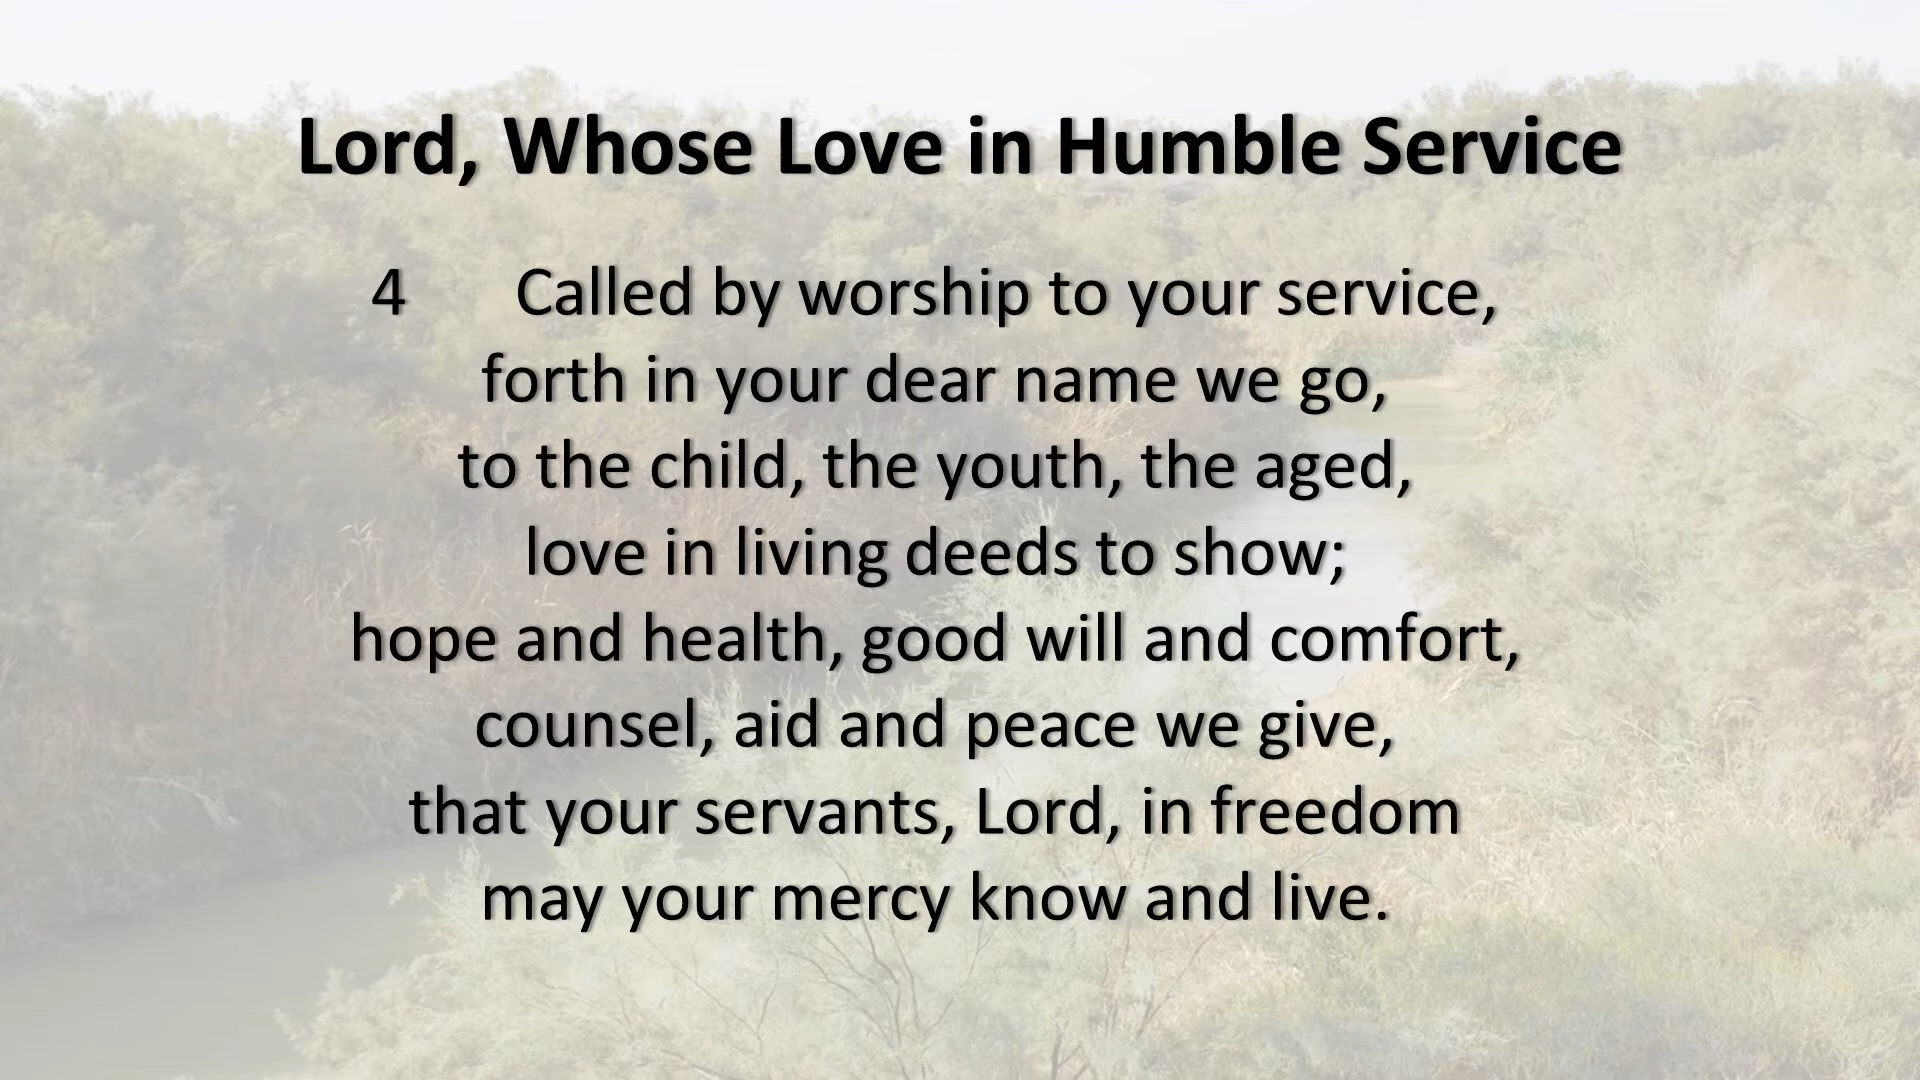 Lord, Whose Love in Humble Service
4 Called by worship to your service,
forth in your dear name we go,
to the child, the youth, the aged,
love in living deeds to show;
hope and health, good will and comfort,
counsel, aid and peace we give,
that your servants, Lord, in freedom
may your mercy know and live.